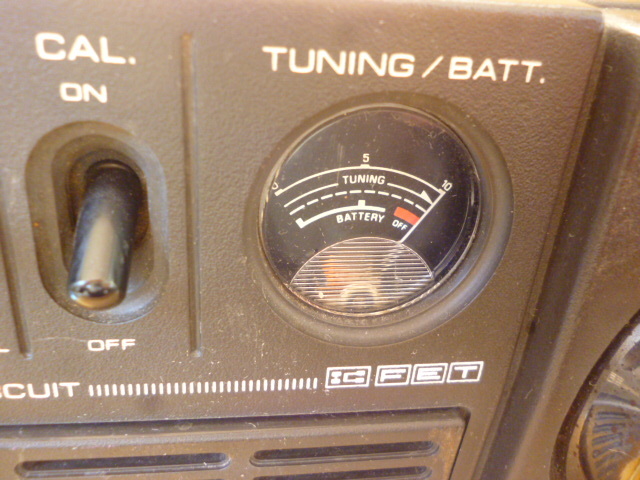 CAL.
ON
OFF
TUNING/BATT.
0 5 10
TUNING
BATTERY OFF
CUIT
IC FET